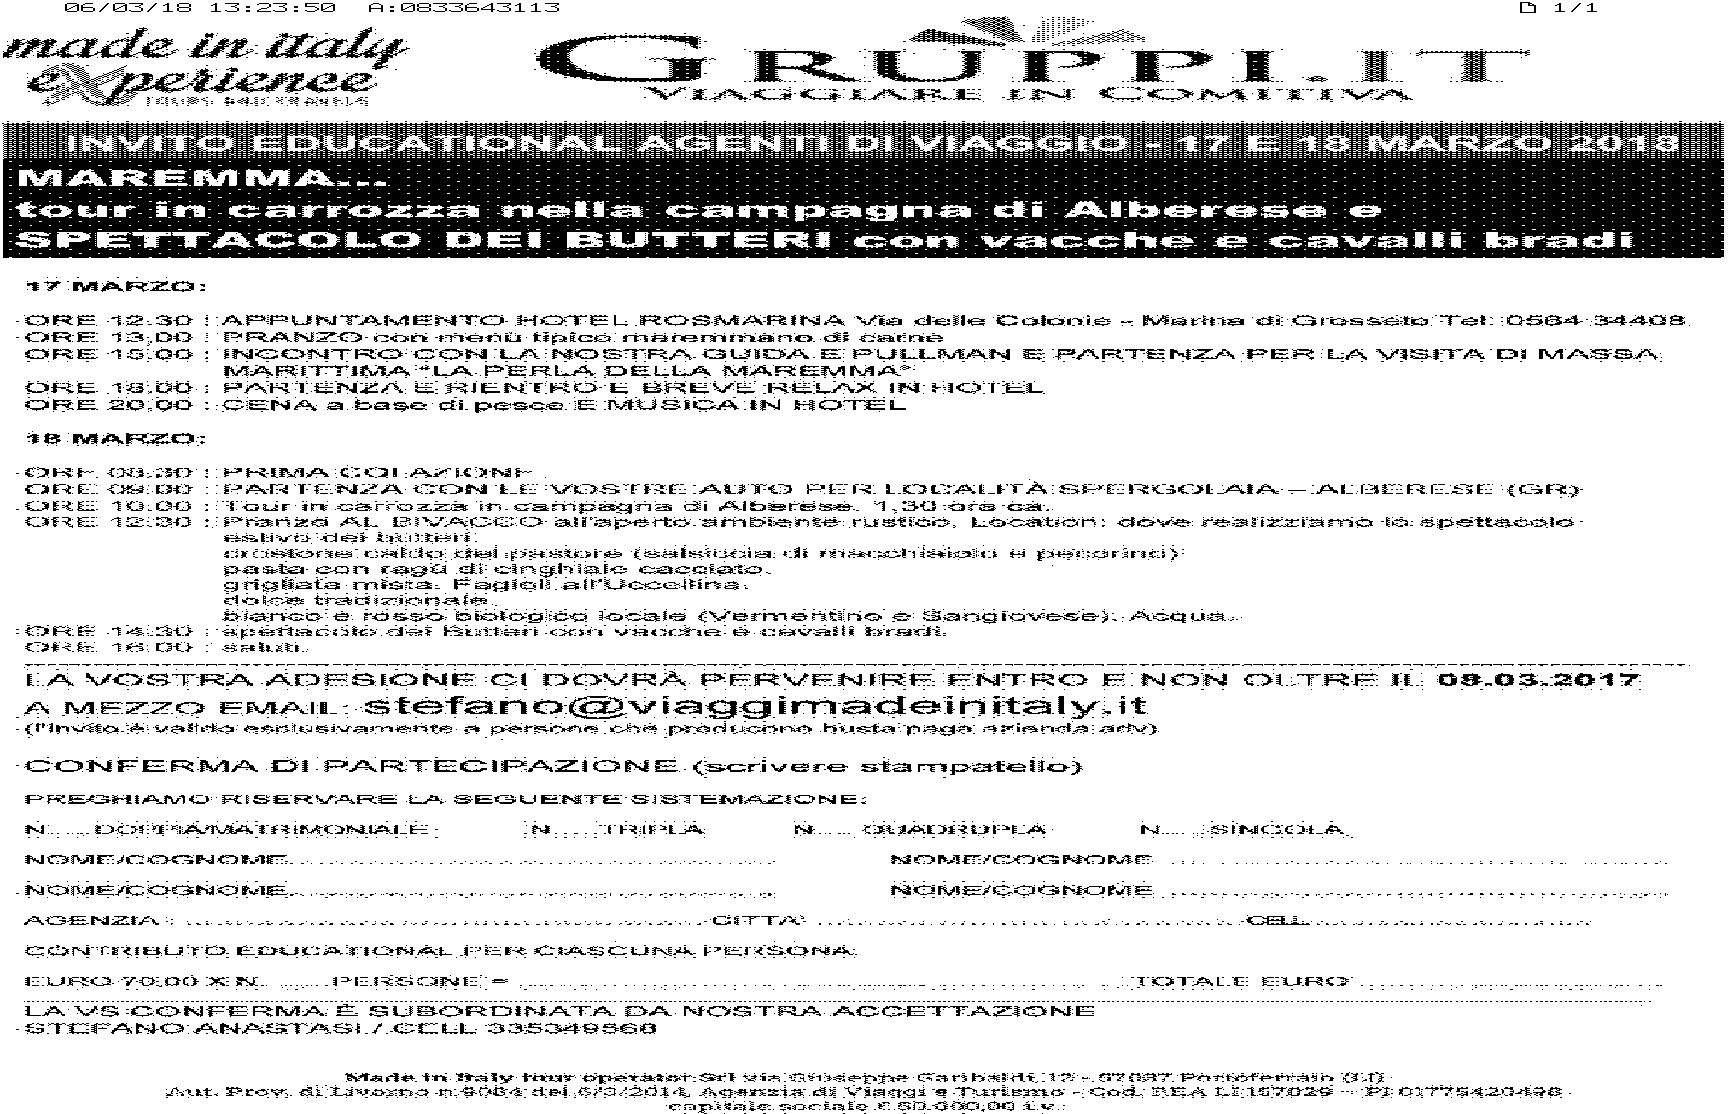 06/03/18 13:23:50 A:0833643113 1/1
made in italy
experience
GRUPPI.IT
VIAGGIARE IN COMITIVA
INVITO EDUCATIONAL AGENTI DI VIAGGIO - 17 E 18 MARZO 2018
MAREMMA...
tour in carrozza nella campagna di Alberese e
SPETTACOLO DEI BUTTERI con vacche e cavalli bradi
17 MARZO:
ORE 12.30 : APPUNTAMENTO HOTEL ROSMARINA Via delle Colonie - Marina di Grosseto Tel: 0564 34408
ORE 13,00 : PRANZO con menù tipico maremmano di carne
ORE 15.00 : INCONTRO CON LA NOSTRA GUIDA E PULLMAN E PARTENZA PER LA VISITA DI MASSA
MARITTIMA "LA PERLA DELLA MAREMMA"
ORE 18.00 : PARTENZA E RIENTRO E BREVE RELAX IN HOTEL
ORE 20,00 : CENA a base di pesce E MUSICA IN HOTEL
18 MARZO:
ORE 08.30 : PRIMA COLAZIONE
ORE 09.00 : PARTENZA CON LE VOSTRE AUTO PER LOCALITÀ SPERGOLAIA – ALBERESE (GR)
ORE 10.00 : Tour in carrozza in campagna di Alberese. 1,30 ora ca.
ORE 12.30 : Pranzo AL BIVACCO all'aperto ambiente rustico. Location: dove realizziamo lo spettacolo
estivo dei butteri.
crostone caldo del pastore (salsiccia di macchiaiolo e pecorino)
pasta con ragù di cinghiale cacciato.
grigliata mista. Fagioli all'Uccellina.
dolce tradizionale.
bianco e rosso biologico locale (Vermentino e Sangiovese). Acqua.
ORE 14.30 : spettacolo dei Butteri con vacche e cavalli bradi.
ORE 16.00 : saluti.
LA VOSTRA ADESIONE CI DOVRÀ PERVENIRE ENTRO E NON OLTRE IL 08.03.2017
A MEZZO EMAIL: stefano@viaggimadeinitaly.it
(l'invito è valido esclusivamente a persone che producono busta paga azienda adv)
CONFERMA DI PARTECIPAZIONE (scrivere stampatello)
PREGHIAMO RISERVARE LA SEGUENTE SISTEMAZIONE:
N..... DOPPIA/MATRIMONIALE N..... TRIPLA N..... QUADRUPLA N..... SINGOLA
NOME/COGNOME.......... NOME/COGNOME ..........
NOME/COGNOME.......... NOME/COGNOME ..........
AGENZIA : .......... CITTA' .......... CELL..........
CONTRIBUTO EDUCATIONAL PER CIASCUNA PERSONA:
EURO 70,00 X N. ....... PERSONE = .......... TOTALE EURO ..........
LA VS CONFERMA È SUBORDINATA DA NOSTRA ACCETTAZIONE
STEFANO ANASTASI / CELL 335349560
Made in Italy tour operator Srl via Giuseppe Garibaldi, 12 - 57037 Portoferraio (LI)
Aut. Prov. di Livorno n.9064 del 6/3/2014, Agenzia di Viaggi e Turismo - Cod. REA LI 157029 – PI 01775420498
capitale sociale € 50.000,00 i.v.